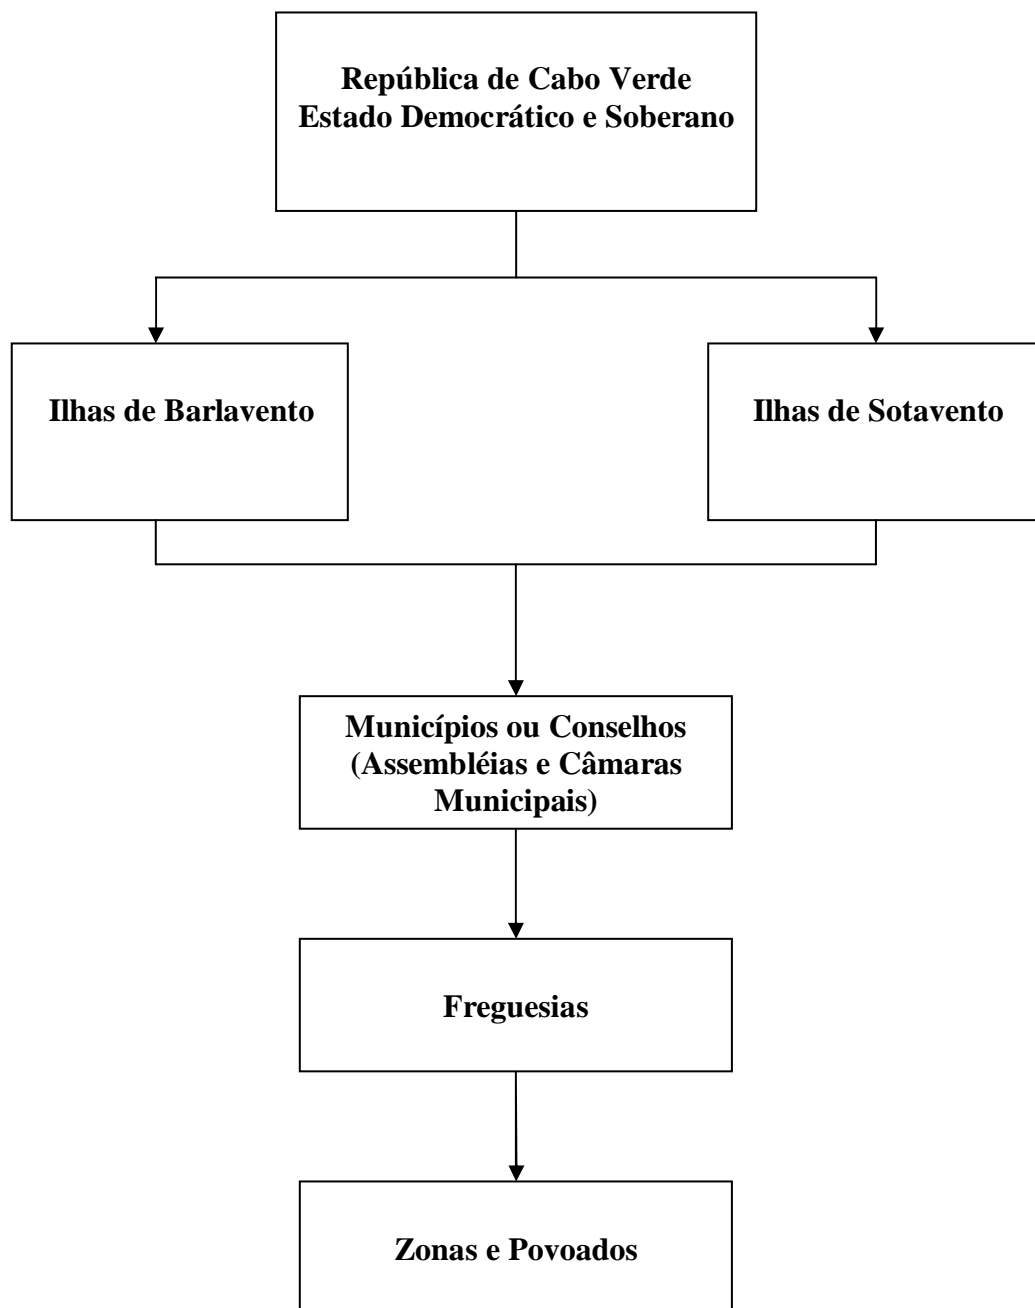 República de Cabo Verde
Estado Democrático e Soberano
Ilhas de Barlavento
Ilhas de Sotavento
Municípios ou Conselhos
(Assembléias e Câmaras
Municipais)
Freguesias
Zonas e Povoados